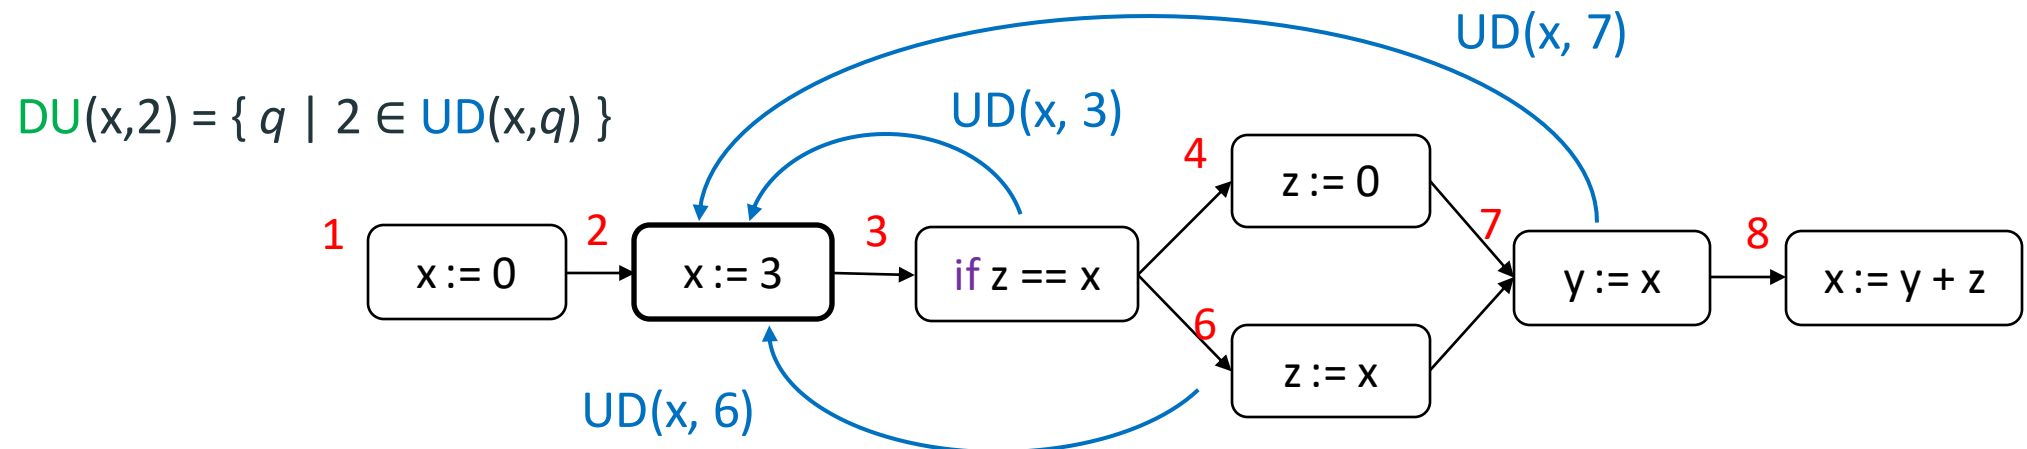 UD(x, 7)
DU(x,2) = { q | 2 ∈ UD(x,q) }
UD(x, 3)
4
z := 0
1
x := 0
2
x := 3
3
if z == x
7
y := x
8
x := y + z
6
z := x
UD(x, 6)